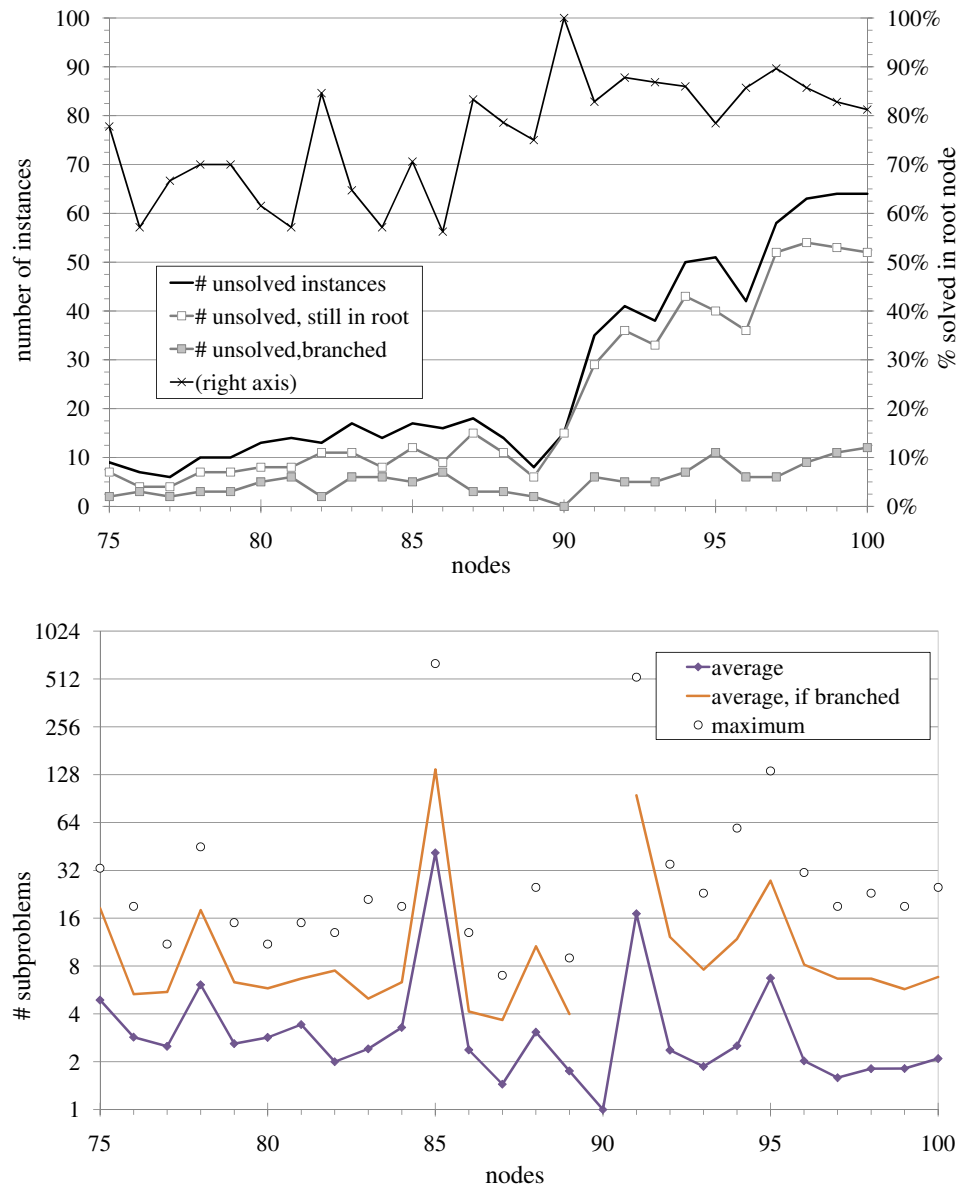 100 100%
90 90%
80 80%
70 70%
60 60%
50 50%
40 40%
30 30%
20 20%
10 10%
0 0%
number of instances
% solved in root node
# unsolved instances
# unsolved, still in root
# unsolved,branched
(right axis)
75 80 85 90 95 100
nodes
1024
512
256
128
64
32
16
8
4
2
1
# subproblems
average
average, if branched
maximum
75 80 85 90 95 100
nodes